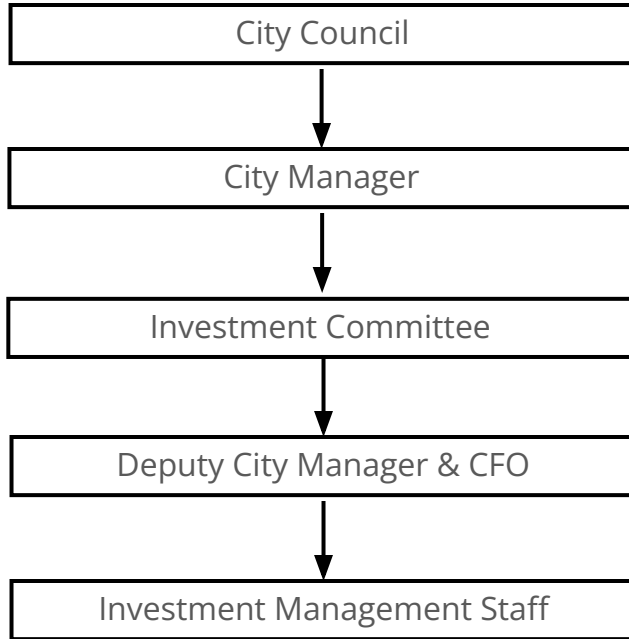 City Council
City Manager
Investment Committee
Deputy City Manager & CFO
Investment Management Staff